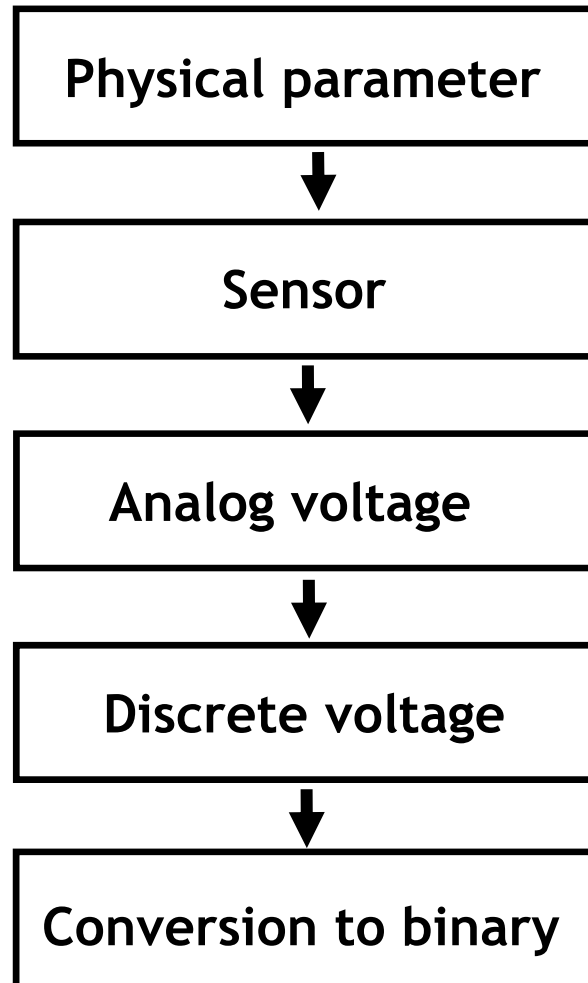 Physical parameter
Sensor
Analog voltage
Discrete voltage
Conversion to binary